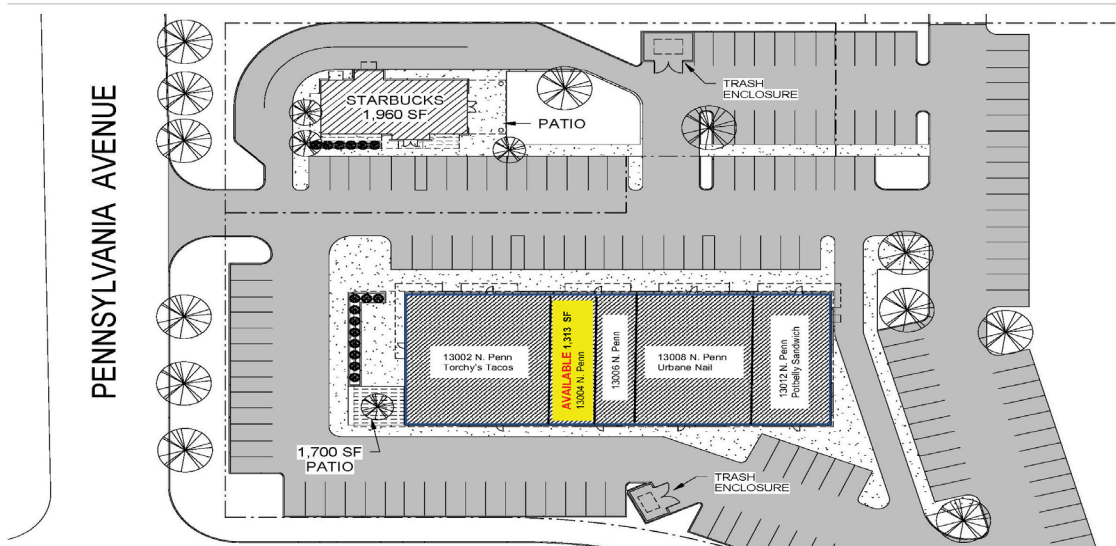 PENNSYLVANIA AVENUE
STARBUCKS
1,960 SF
PATIO
TRASH
ENCLOSURE
13002 N. Penn
Torchy's Tacos
AVAILABLE 1,313 SF
13004 N. Penn
13006 N. Penn
13008 N. Penn
Urbane Nail
13012 N. Penn
Potbelly Sandwich
1,700 SF
PATIO
TRASH
ENCLOSURE